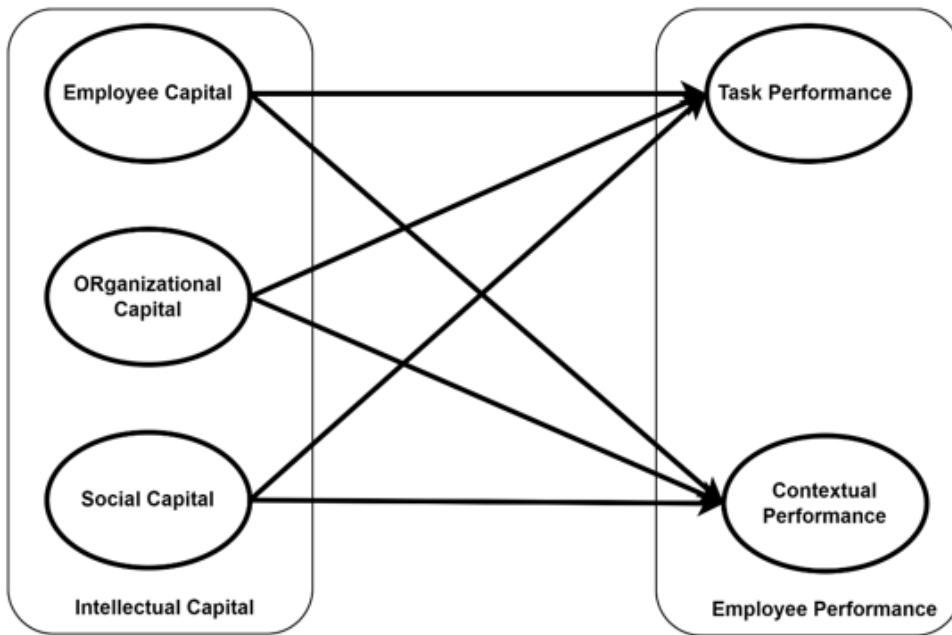 Employee Capital
Task Performance
ORganizational
Capital
Social Capital
Contextual
Performance
Intellectual Capital
Employee Performance